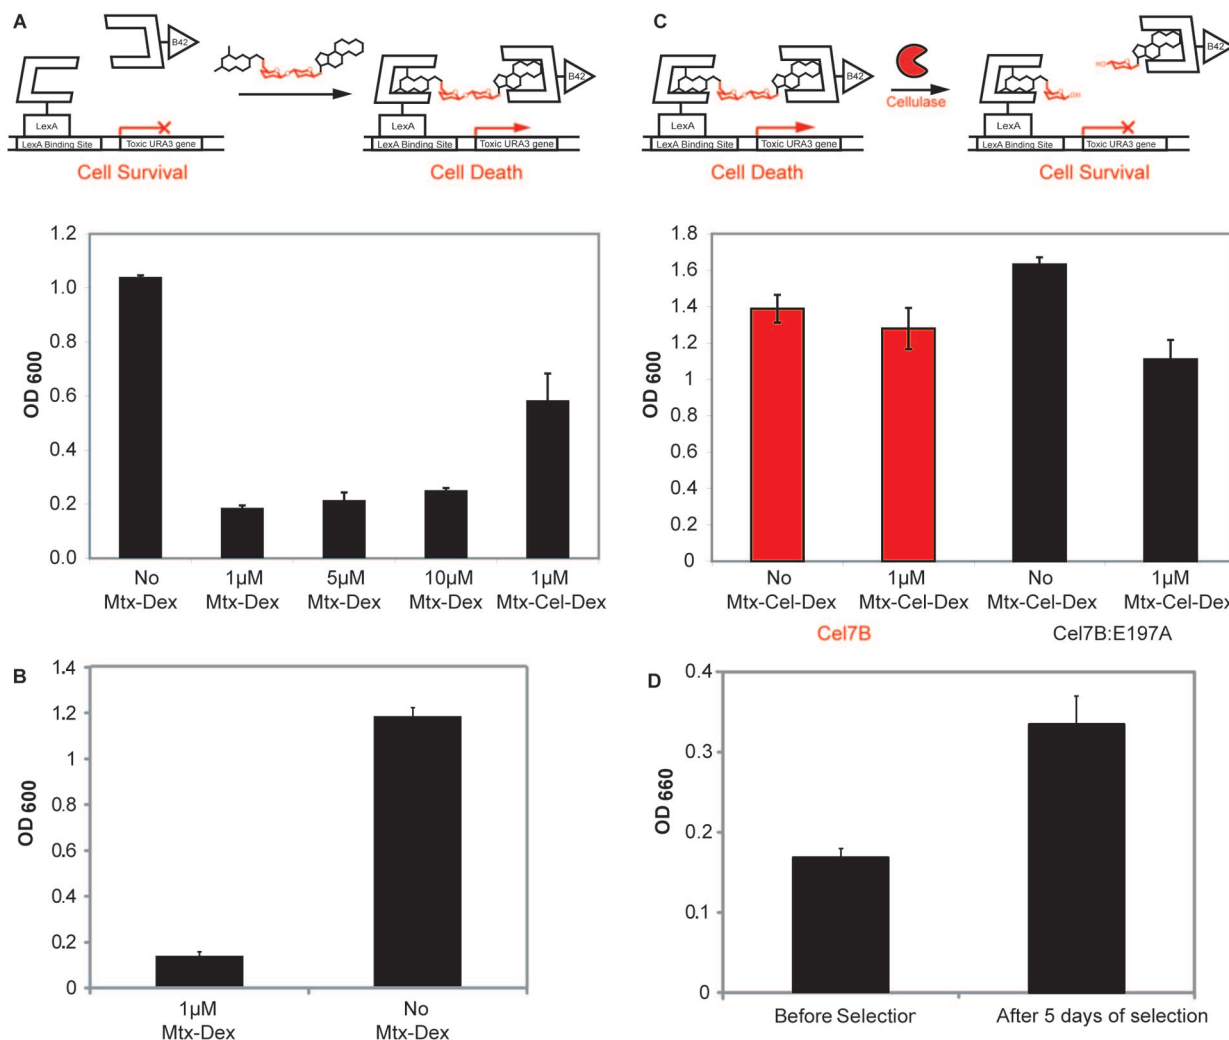 A
B42
LexA
LexA Binding Site
Toxic URA3 gene
Cell Survival
B42
LexA
LexA Binding Site
Toxic URA3 gene
Cell Death
OD 600
1.2
1.0
0.8
0.6
0.4
0.2
0.0
No
Mtx-Dex
1µM
Mtx-Dex
5µM
Mtx-Dex
10µM
Mtx-Dex
1µM
Mtx-Cel-Dex
B
OD 600
1.4
1.2
1
0.8
0.6
0.4
0.2
0
1µM
Mtx-Dex
No
Mtx-Dex
C
B42
LexA
LexA Binding Site
Toxic URA3 gene
Cell Death
Cellulase
B42
HO
OH
LexA
LexA Binding Site
Toxic URA3 gene
Cell Survival
OD 600
1.8
1.6
1.4
1.2
1
0.8
0.6
0.4
0.2
0
No
Mtx-Cel-Dex
1µM
Mtx-Cel-Dex
No
Mtx-Cel-Dex
1µM
Mtx-Cel-Dex
Cel7B
Cel7B:E197A
D
OD 660
0.4
0.3
0.2
0.1
0
Before Selection
After 5 days of selection